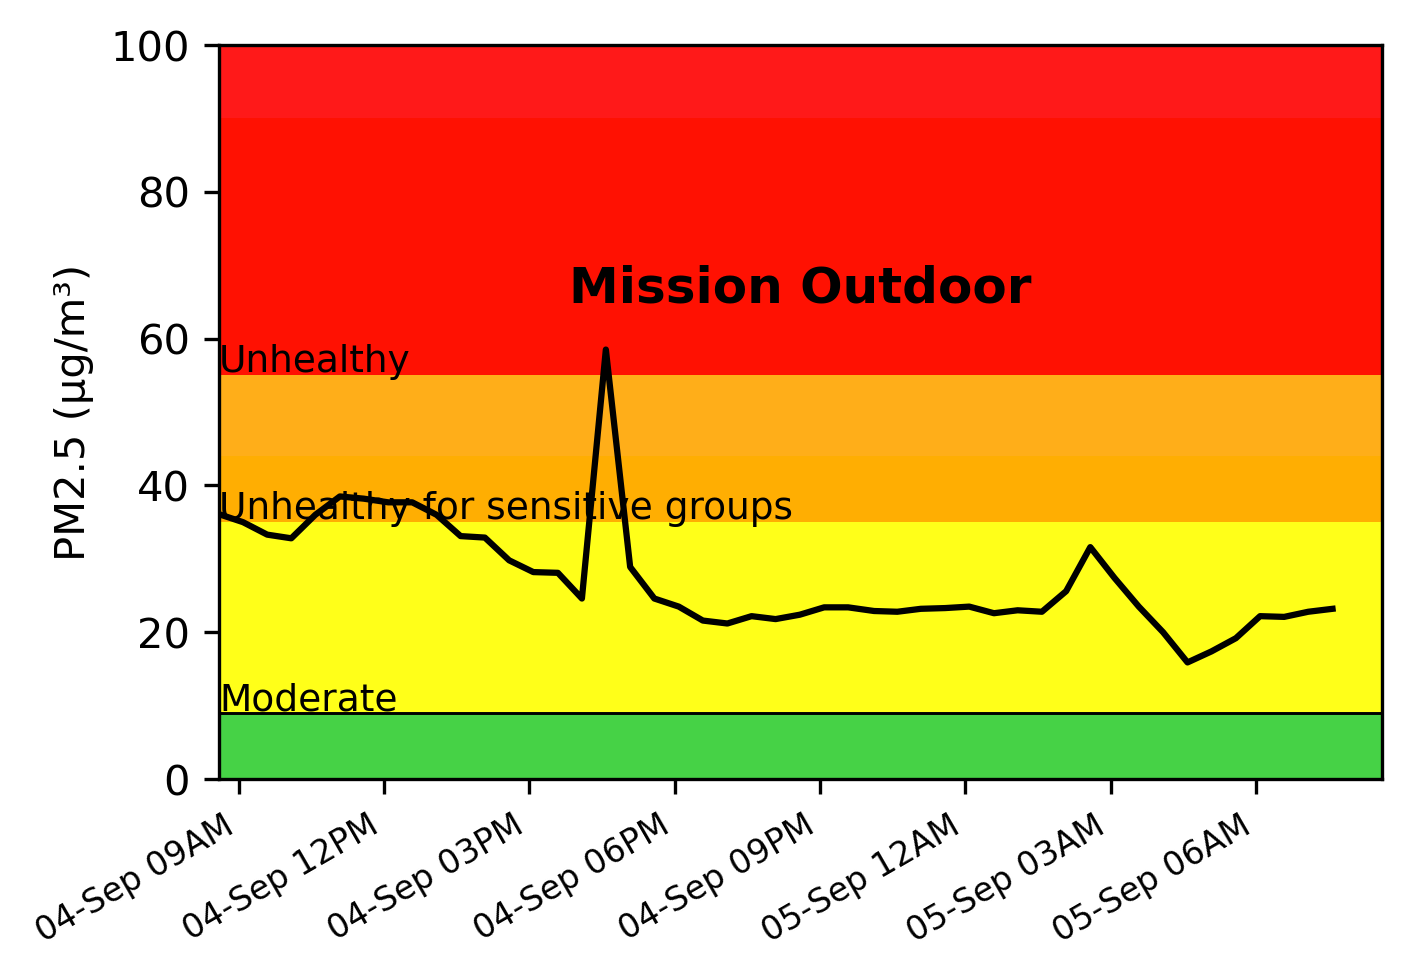 100
80
60
40
20
0
PM2.5 (µg/m³)
Mission Outdoor
Unhealthy
Unhealthy for sensitive groups
Moderate
04-Sep 09AM
04-Sep 12PM
04-Sep 03PM
04-Sep 06PM
04-Sep 09PM
05-Sep 12AM
05-Sep 03AM
05-Sep 06AM